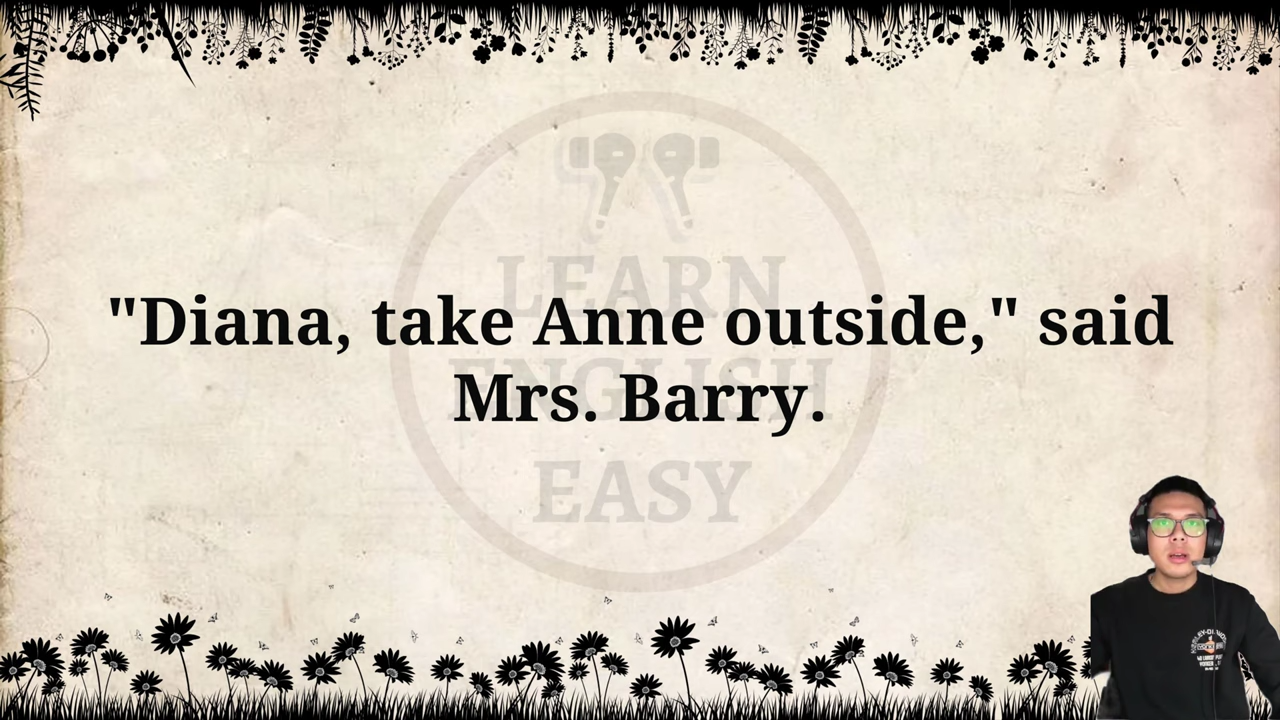 "Diana, take Anne outside," said
Mrs. Barry.
LEARN
ENGLISH
EASY